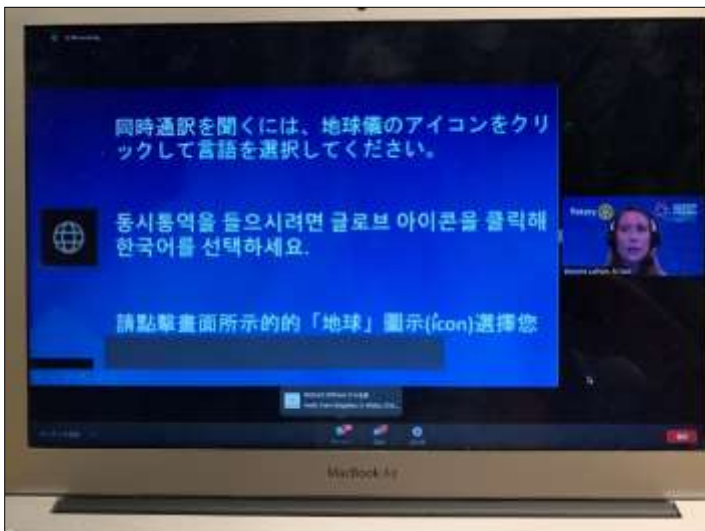 同時通訳を聞くには、地球儀のアイコンをクリ
ックして言語を選択してください。
동시통역을 들으시려면 글로브 아이콘을 클릭해
한국어를 선택하세요.
請點擊畫面所示的的「地球」圖示(icon)選擇您
Rotary
MacBook Air